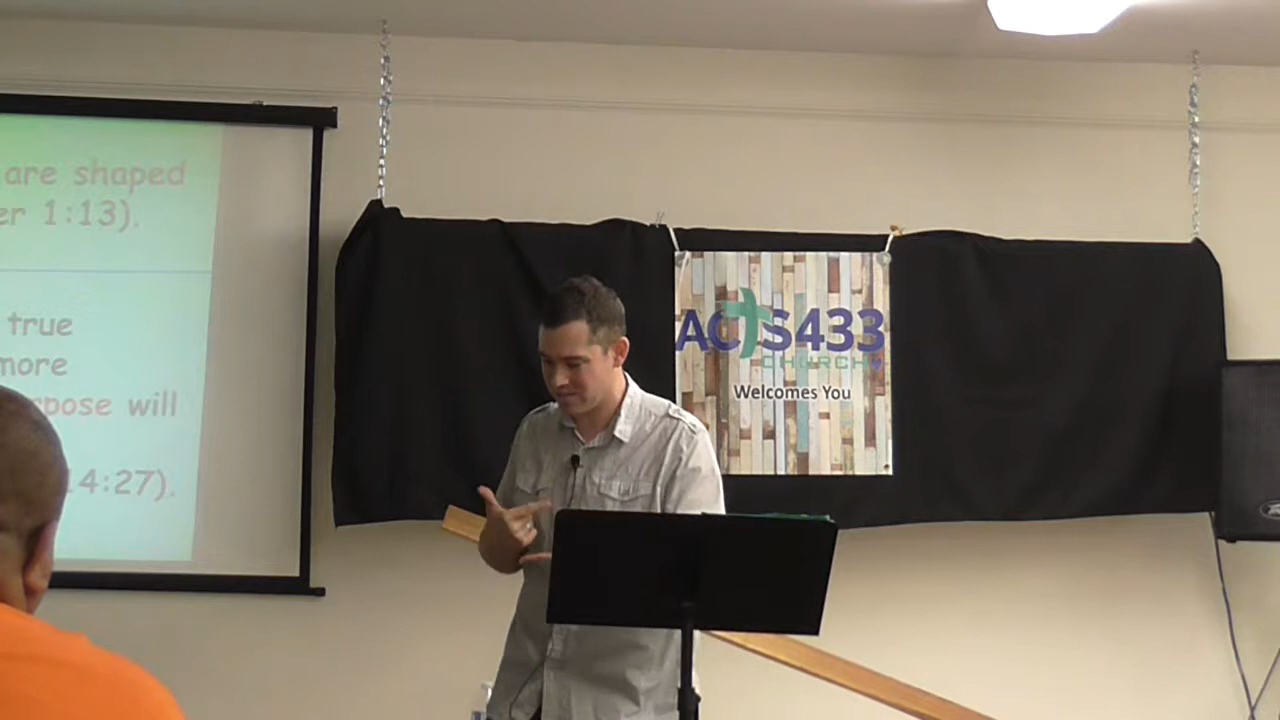 are shaped
er 1:13).
true
more
rpose will
14:27).
ACTS433
CHURCH
Welcomes You